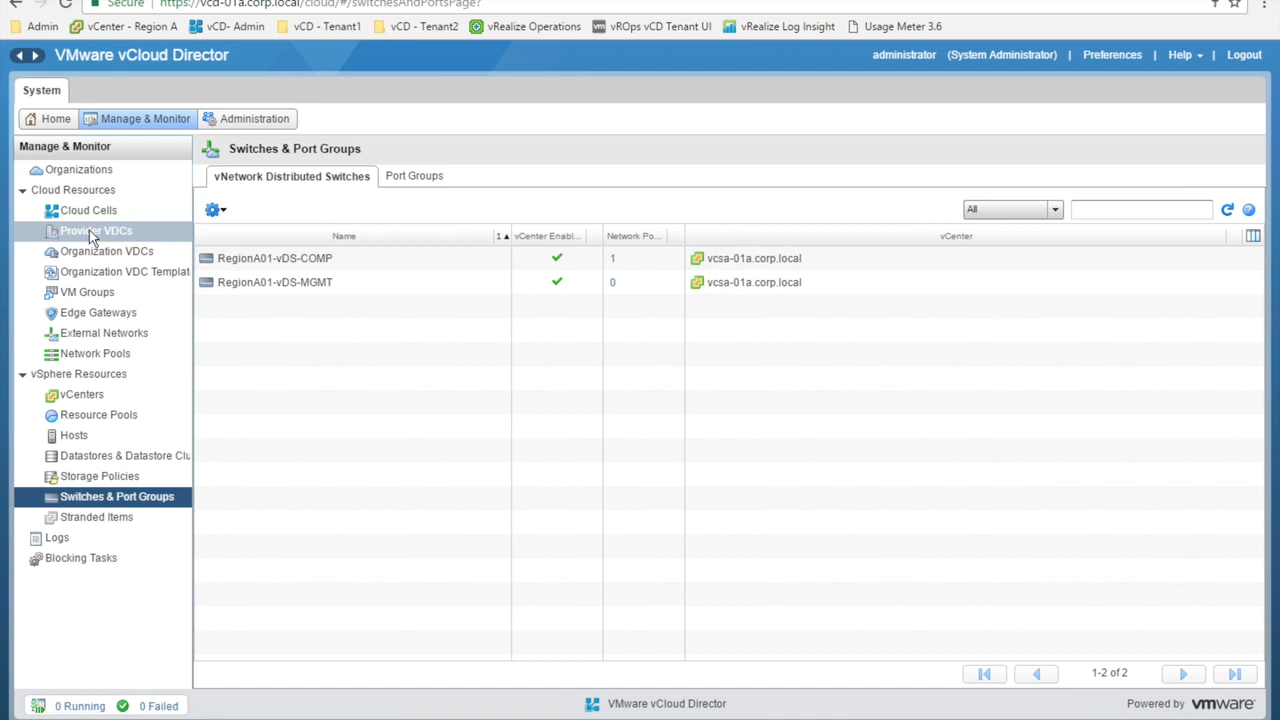 Secure https://vcd-01a.corp.local/cloud/#/switchesAndPortsPage?
Admin vCenter - Region A vCD- Admin vCD - Tenant1 vCD - Tenant2 vRealize Operations vROps vCD Tenant UI vRealize Log Insight Usage Meter 3.6
VMware vCloud Director administrator (System Administrator) | Preferences | Help | Logout
System
Home Manage & Monitor Administration
Manage & Monitor
Organizations
Cloud Resources
Cloud Cells
Provider VDCs
Organization VDCs
Organization VDC Templat
VM Groups
Edge Gateways
External Networks
Network Pools
vSphere Resources
vCenters
Resource Pools
Hosts
Datastores & Datastore Clu
Storage Policies
Switches & Port Groups
Stranded Items
Logs
Blocking Tasks
Switches & Port Groups
vNetwork Distributed Switches Port Groups
All
Name 1 ▲ vCenter Enabl... Network Po... vCenter
RegionA01-vDS-COMP 1 vcsa-01a.corp.local
RegionA01-vDS-MGMT 0 vcsa-01a.corp.local
1-2 of 2
0 Running 0 Failed VMware vCloud Director Powered by vmware